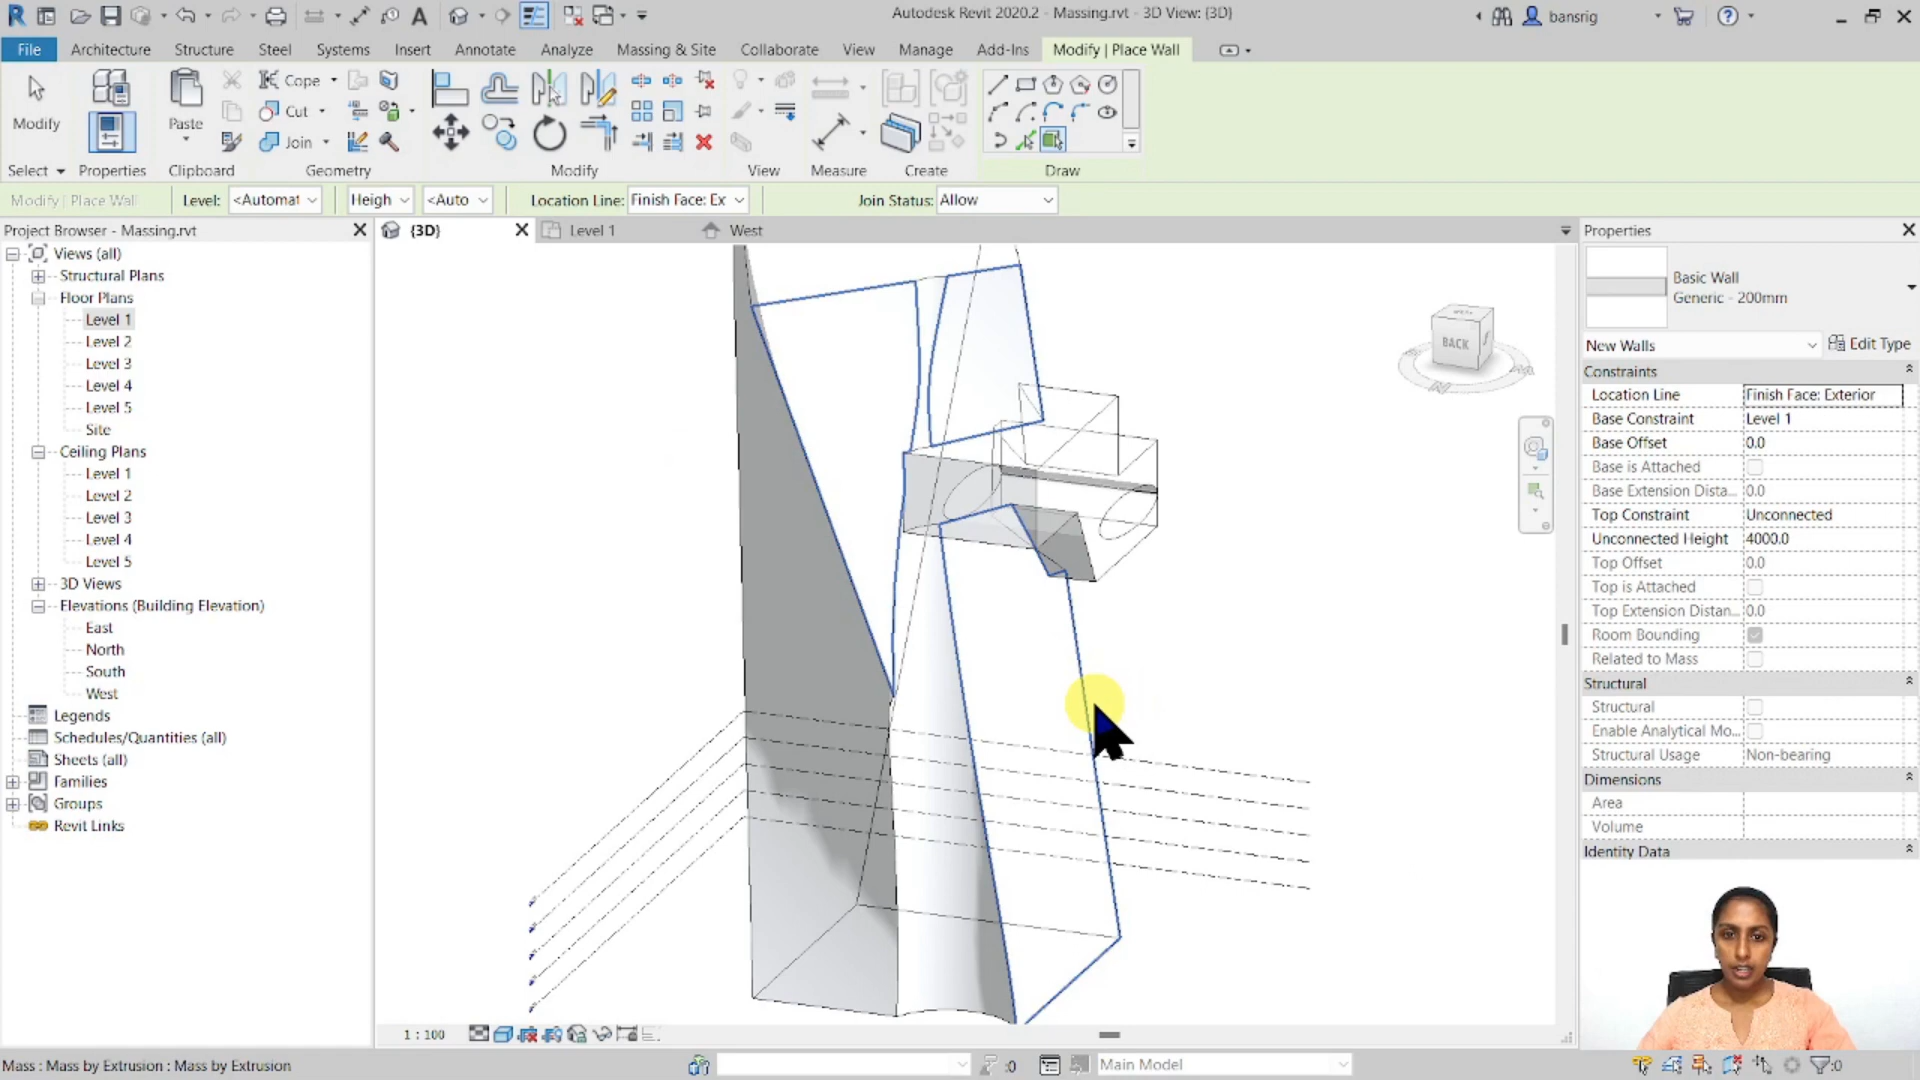 Autodesk Revit 2020.2 - Massing.rvt - 3D View: {3D}
bansrig
File Architecture Structure Steel Systems Insert Annotate Analyze Massing & Site Collaborate View Manage Add-Ins Modify | Place Wall
Modify
Paste
Cope
Cut
Join
Select Properties Clipboard Geometry Modify View Measure Create Draw
Modify | Place Wall Level: <Automat Heigh <Auto Location Line: Finish Face: Ex Join Status: Allow
Project Browser - Massing.rvt
Views (all)
Structural Plans
Floor Plans
Level 1
Level 2
Level 3
Level 4
Level 5
Site
Ceiling Plans
Level 1
Level 2
Level 3
Level 4
Level 5
3D Views
Elevations (Building Elevation)
East
North
South
West
Legends
Schedules/Quantities (all)
Sheets (all)
Families
Groups
Revit Links
{3D} Level 1 West
BACK
1 : 100
Properties
Basic Wall
Generic - 200mm
New Walls Edit Type
Constraints
Location Line Finish Face: Exterior
Base Constraint Level 1
Base Offset 0.0
Base is Attached
Base Extension Dista... 0.0
Top Constraint Unconnected
Unconnected Height 4000.0
Top Offset 0.0
Top is Attached
Top Extension Distan... 0.0
Room Bounding
Related to Mass
Structural
Structural
Enable Analytical Mo...
Structural Usage Non-bearing
Dimensions
Area
Volume
Identity Data
Mass : Mass by Extrusion : Mass by Extrusion
:0
Main Model
:0